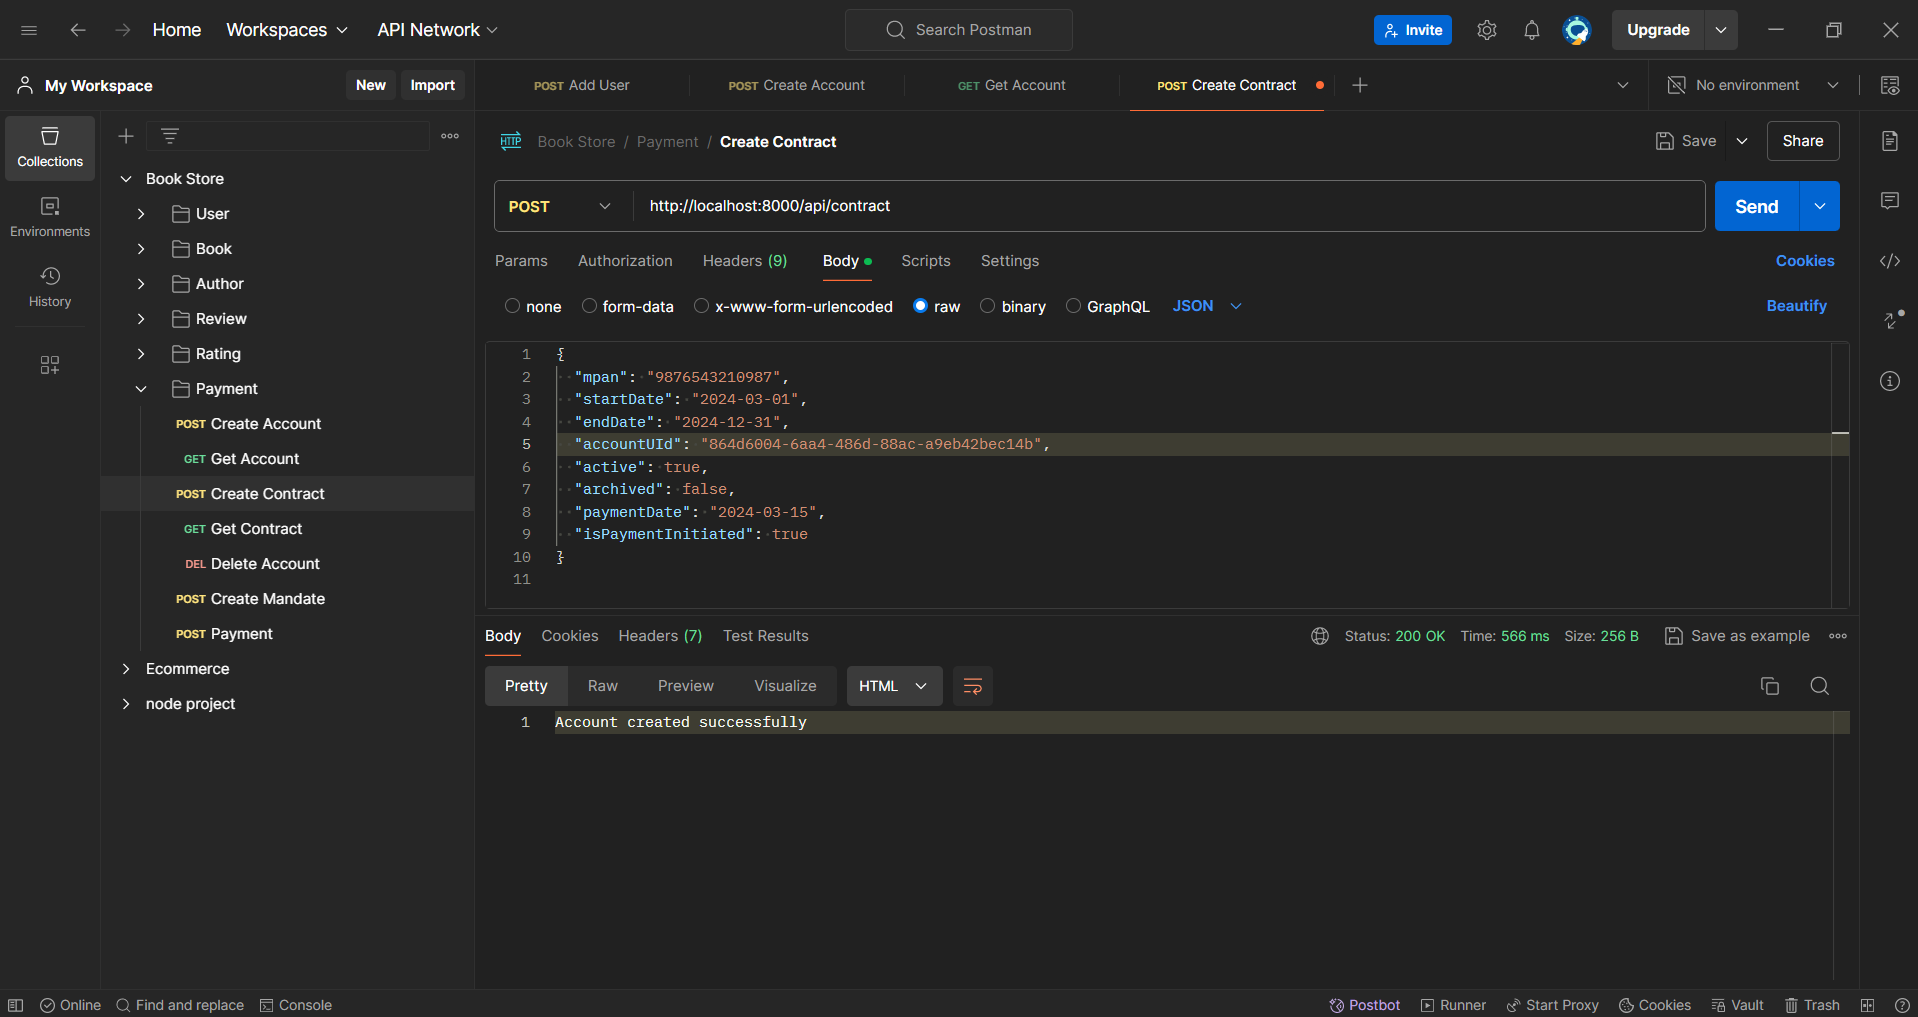 Home Workspaces API Network Search Postman Invite Upgrade
My Workspace New Import POST Add User POST Create Account GET Get Account POST Create Contract No environment
Collections
Environments
History
Book Store
User
Book
Author
Review
Rating
Payment
POST Create Account
GET Get Account
POST Create Contract
GET Get Contract
DEL Delete Account
POST Create Mandate
POST Payment
Ecommerce
node project
HTTP Book Store / Payment / Create Contract Save Share
POST http://localhost:8000/api/contract Send
Params Authorization Headers (9) Body Scripts Settings Cookies
none form-data x-www-form-urlencoded raw binary GraphQL JSON Beautify
1 {
2 "mpan": "9876543210987",
3 "startDate": "2024-03-01",
4 "endDate": "2024-12-31",
5 "accountUId": "864d6004-6aa4-486d-88ac-a9eb42bec14b",
6 "active": true,
7 "archived": false,
8 "paymentDate": "2024-03-15",
9 "isPaymentInitiated": true
10 }
11
Body Cookies Headers (7) Test Results Status: 200 OK Time: 566 ms Size: 256 B Save as example
Pretty Raw Preview Visualize HTML
1 Account created successfully
Online Find and replace Console Postbot Runner Start Proxy Cookies Vault Trash